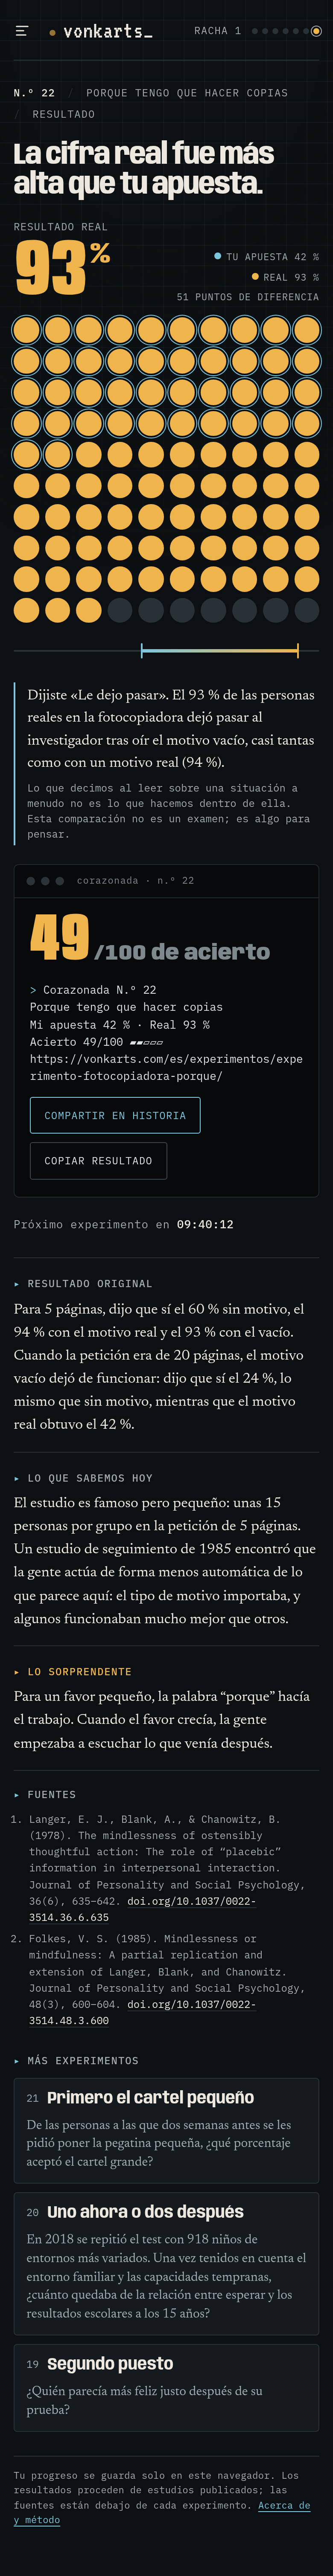 vonkarts_
RACHA 1
N.º 22 / PORQUE TENGO QUE HACER COPIAS
/ RESULTADO
La cifra real fue más
alta que tu apuesta.
RESULTADO REAL
93%
TU APUESTA 42 %
REAL 93 %
51 PUNTOS DE DIFERENCIA
Dijiste «Le dejo pasar». El 93 % de las personas
reales en la fotocopiadora dejó pasar al
investigador tras oír el motivo vacío, casi tantas
como con un motivo real (94 %).
Lo que decimos al leer sobre una situación a
menudo no es lo que hacemos dentro de ella.
Esta comparación no es un examen; es algo para
pensar.
corazonada · n.º 22
49/100 de acierto
> Corazonada N.º 22
Porque tengo que hacer copias
Mi apuesta 42 % · Real 93 %
Acierto 49/100 ▰▰▱▱▱
https://vonkarts.com/es/experimentos/expe
rimento-fotocopiadora-porque/
COMPARTIR EN HISTORIA
COPIAR RESULTADO
Próximo experimento en 09:40:12
▸ RESULTADO ORIGINAL
Para 5 páginas, dijo que sí el 60 % sin motivo, el
94 % con el motivo real y el 93 % con el vacío.
Cuando la petición era de 20 páginas, el motivo
vacío dejó de funcionar: dijo que sí el 24 %, lo
mismo que sin motivo, mientras que el motivo
real obtuvo el 42 %.
▸ LO QUE SABEMOS HOY
El estudio es famoso pero pequeño: unas 15
personas por grupo en la petición de 5 páginas.
Un estudio de seguimiento de 1985 encontró que
la gente actúa de forma menos automática de lo
que parece aquí: el tipo de motivo importaba, y
algunos funcionaban mucho mejor que otros.
▸ LO SORPRENDENTE
Para un favor pequeño, la palabra “porque” hacía
el trabajo. Cuando el favor crecía, la gente
empezaba a escuchar lo que venía después.
▸ FUENTES
1. Langer, E. J., Blank, A., & Chanowitz, B.
(1978). The mindlessness of ostensibly
thoughtful action: The role of “placebic”
information in interpersonal interaction.
Journal of Personality and Social Psychology,
36(6), 635–642. doi.org/10.1037/0022-
3514.36.6.635
2. Folkes, V. S. (1985). Mindlessness or
mindfulness: A partial replication and
extension of Langer, Blank, and Chanowitz.
Journal of Personality and Social Psychology,
48(3), 600–604. doi.org/10.1037/0022-
3514.48.3.600
▸ MÁS EXPERIMENTOS
21 Primero el cartel pequeño
De las personas a las que dos semanas antes se les
pidió poner la pegatina pequeña, ¿qué porcentaje
aceptó el cartel grande?
20 Uno ahora o dos después
En 2018 se repitió el test con 918 niños de
entornos más variados. Una vez tenidos en cuenta el
entorno familiar y las capacidades tempranas,
¿cuánto quedaba de la relación entre esperar y los
resultados escolares a los 15 años?
19 Segundo puesto
¿Quién parecía más feliz justo después de su
prueba?
Tu progreso se guarda solo en este navegador. Los
resultados proceden de estudios publicados; las
fuentes están debajo de cada experimento. Acerca de
y método